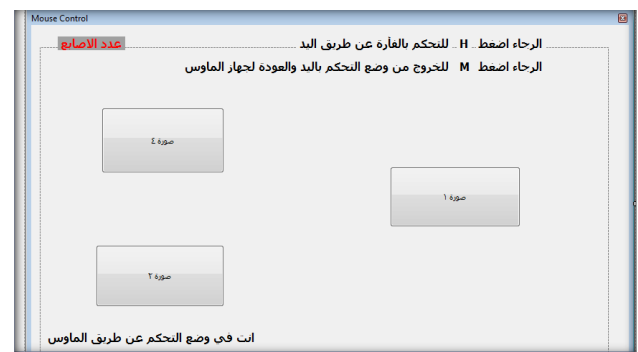 Mouse Control
الرجاء اضغط H للتحكم بالفأرة عن طريق اليد
عدد الاصابع
الرجاء اضغط M للخروج من وضع التحكم باليد والعودة لجهاز الماوس
صورة ٤
صورة ١
صورة ٢
انت في وضع التحكم عن طريق الماوس